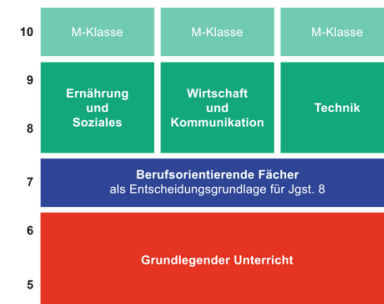 10 M-Klasse M-Klasse M-Klasse
9
Ernährung
und
Soziales
Wirtschaft
und
Kommunikation
Technik
8
7
Berufsorientierende Fächer
als Entscheidungsgrundlage für Jgst. 8
6
Grundlegender Unterricht
5